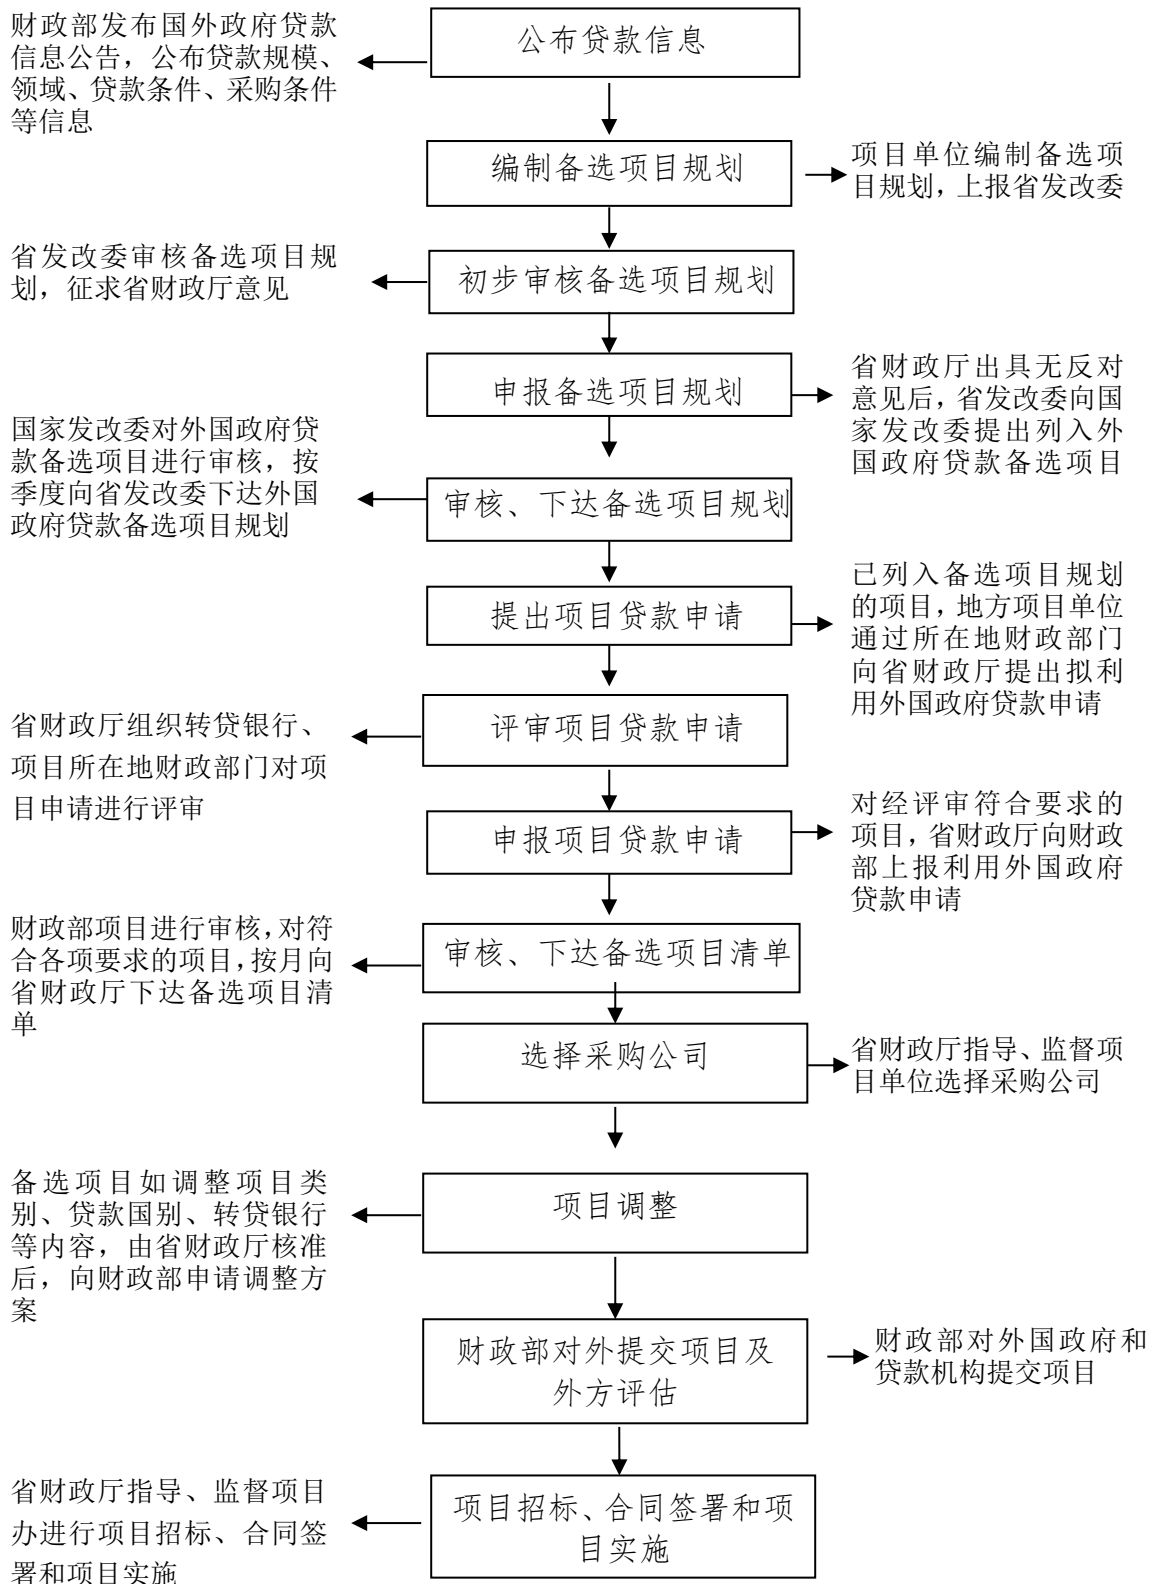 财政部发布国外政府贷款
信息公告，公布贷款规模、
领域、贷款条件、采购条件
等信息
公布贷款信息
编制备选项目规划
项目单位编制备选项
目规划，上报省发改委
省发改委审核备选项目规
划，征求省财政厅意见
初步审核备选项目规划
申报备选项目规划
省财政厅出具无反对
意见后，省发改委向国
家发改委提出列入外
国政府贷款备选项目
国家发改委对外国政府贷
款备选项目进行审核，按
季度向省发改委下达外国
政府贷款备选项目规划
审核、下达备选项目规划
提出项目贷款申请
已列入备选项目规划
的项目，地方项目单位
通过所在地财政部门
向省财政厅提出拟利
用外国政府贷款申请
省财政厅组织转贷银行、
项目所在地财政部门对项
目申请进行评审
评审项目贷款申请
申报项目贷款申请
对经评审符合要求的
项目，省财政厅向财政
部上报利用外国政府
贷款申请
财政部项目进行审核，对符
合各项要求的项目，按月向
省财政厅下达备选项目清
单
审核、下达备选项目清单
选择采购公司
省财政厅指导、监督项
目单位选择采购公司
备选项目如调整项目类
别、贷款国别、转贷银行
等内容，由省财政厅核准
后，向财政部申请调整方
案
项目调整
财政部对外提交项目及
外方评估
财政部对外国政府和
贷款机构提交项目
省财政厅指导、监督项目
办进行项目招标、合同签
署和项目实施
项目招标、合同签署和项
目实施